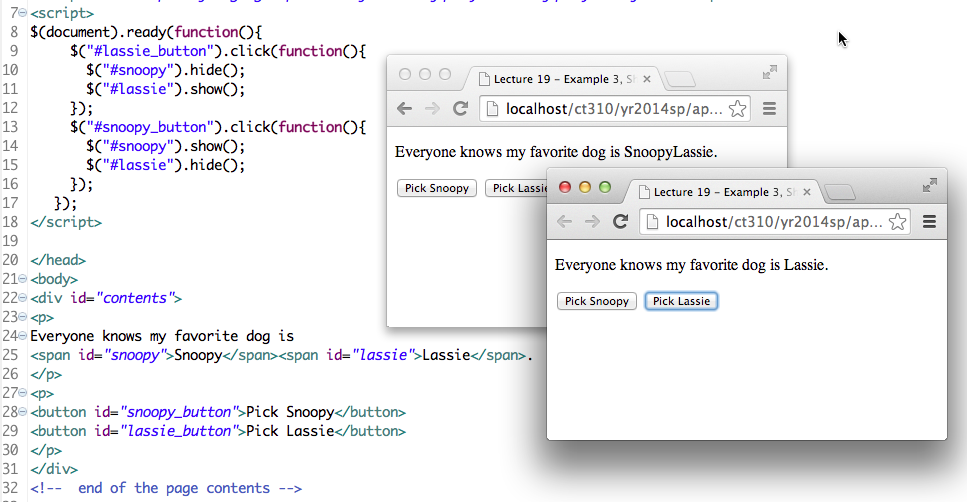 7 <script>
8 $(document).ready(function(){
9 $("#lassie_button").click(function(){
10 $("#snoopy").hide();
11 $("#lassie").show();
12 });
13 $("#snoopy_button").click(function(){
14 $("#snoopy").show();
15 $("#lassie").hide();
16 });
17 });
18 </script>
19
20 </head>
21 <body>
22 <div id="contents">
23 <p>
24 Everyone knows my favorite dog is
25 <span id="snoopy">Snoopy</span><span id="lassie">Lassie</span>.
26 </p>
27 <p>
28 <button id="snoopy_button">Pick Snoopy</button>
29 <button id="lassie_button">Pick Lassie</button>
30 </p>
31 </div>
32 <!-- end of the page contents -->
Lecture 19 – Example 3, S
localhost/ct310/yr2014sp/ap...
Everyone knows my favorite dog is SnoopyLassie.
Pick Snoopy Pick Lassie
Lecture 19 – Example 3, S
localhost/ct310/yr2014sp/ap...
Everyone knows my favorite dog is Lassie.
Pick Snoopy Pick Lassie